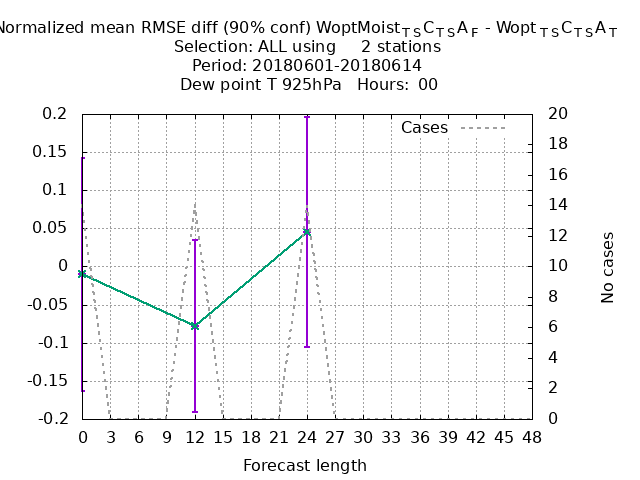 Normalized mean RMSE diff (90% conf) WoptMoist_TSC_TSA_F - Wopt_TSC_TSA_T
Selection: ALL using 2 stations
Period: 20180601-20180614
Dew point T 925hPa Hours: 00
Cases
0.2
0.15
0.1
0.05
0
-0.05
-0.1
-0.15
-0.2
20
18
16
14
12
10
8
6
4
2
0
No cases
0 3 6 9 12 15 18 21 24 27 30 33 36 39 42 45 48
Forecast length